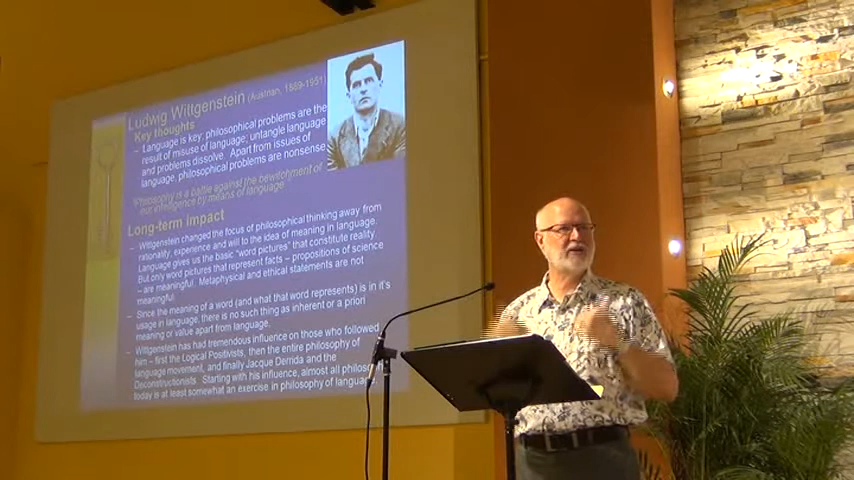 Ludwig Wittgenstein (Austrian, 1889-1951)
Key thoughts
– Language is key; philosophical problems are the
result of misuse of language; untangle language
and problems dissolve. Apart from issues of
language, philosophical problems are nonsense
"Philosophy is a battle against the bewitchment of
our intelligence by means of language"
Long-term impact
– Wittgenstein changed the focus of philosophical thinking away from
rationality, experience and will to the idea of meaning in language.
Language gives us the basic "word pictures" that constitute reality
But only word pictures that represent facts – propositions of science
– are meaningful. Metaphysical and ethical statements are not
meaningful.
– Since the meaning of a word (and what that word represents) is in it's
usage in language, there is no such thing as inherent or a priori
meaning or value apart from language.
– Wittgenstein has had tremendous influence on those who followed
him – first the Logical Positivists, then the entire philosophy of
language movement, and finally Jacque Derrida and the
Deconstructionists. Starting with his influence, almost all
today is at least somewhat an exercise in philosophy of